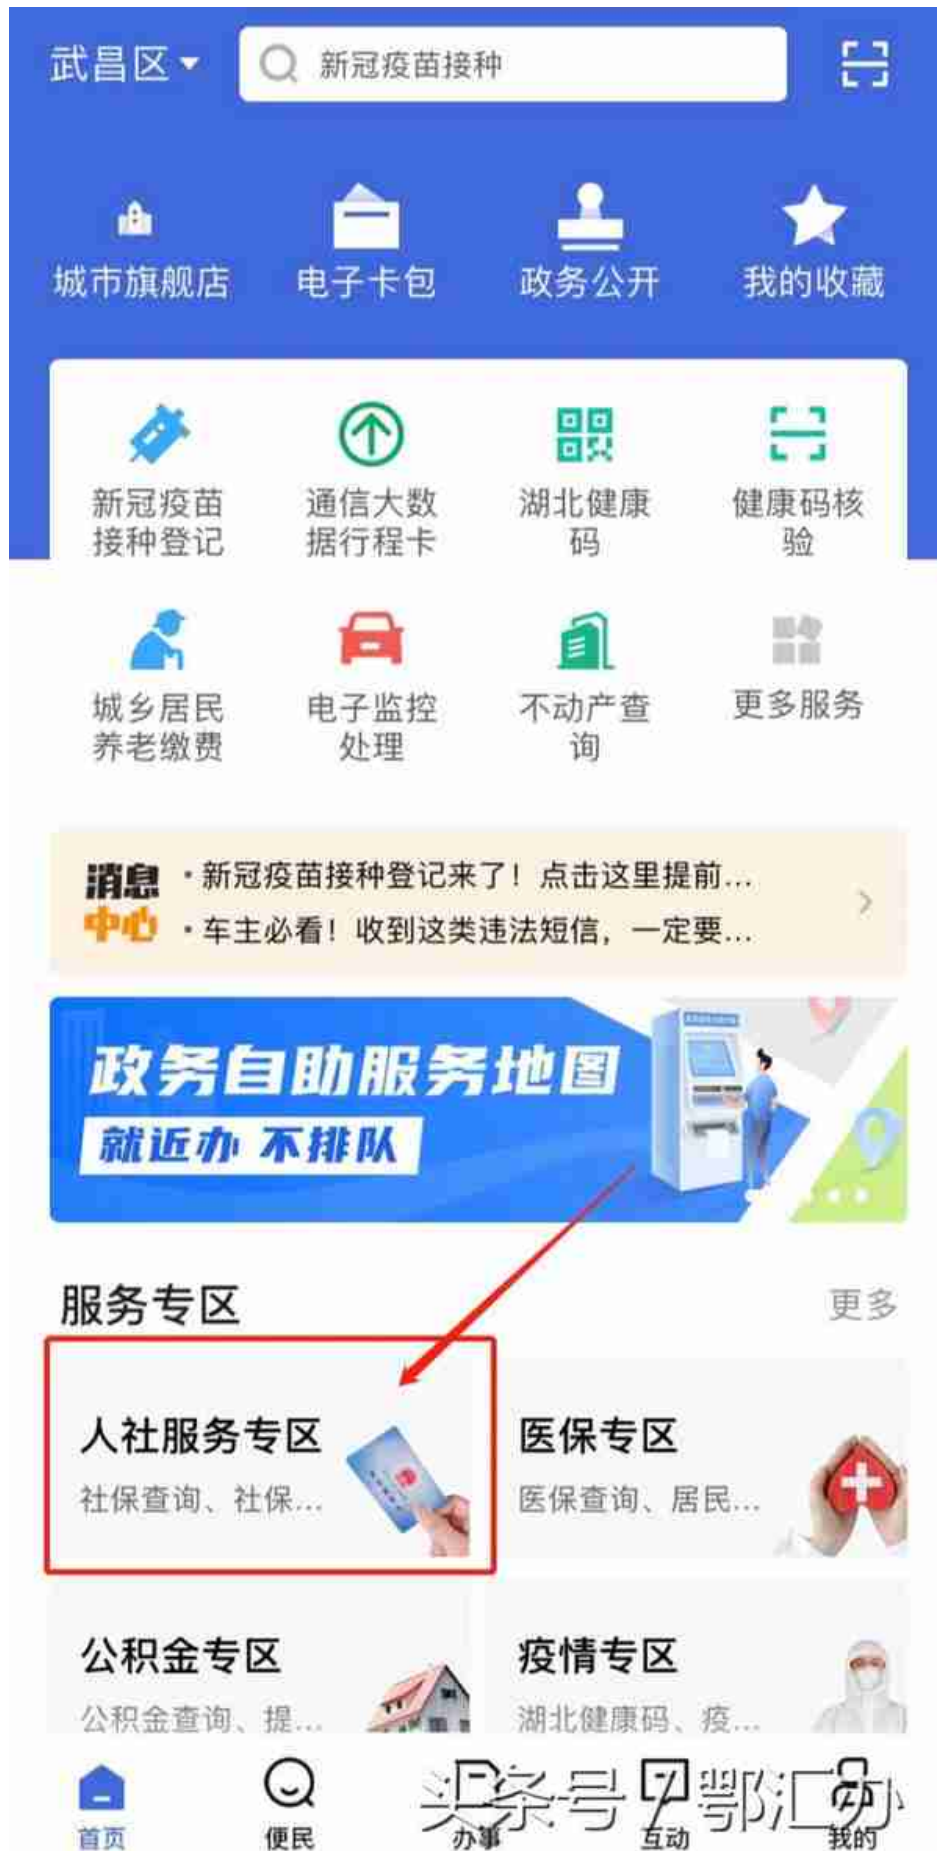 武昌区
新冠疫苗接种
城市旗舰店
电子卡包
政务公开
我的收藏
新冠疫苗
接种登记
通信大数
据行程卡
湖北健康
码
健康码核
验
城乡居民
养老缴费
电子监控
处理
不动产查
询
更多服务
消息
中心
·新冠疫苗接种登记来了！点击这里提前...
·车主必看！收到这类违法短信，一定要...
政务自助服务地图
就近办 不排队
服务专区
更多
人社服务专区
社保查询、社保...
医保专区
医保查询、居民...
公积金专区
公积金查询、提...
疫情专区
湖北健康码、疫...
首页
便民
办事
互动
我的
头条号 / 鄂汇办